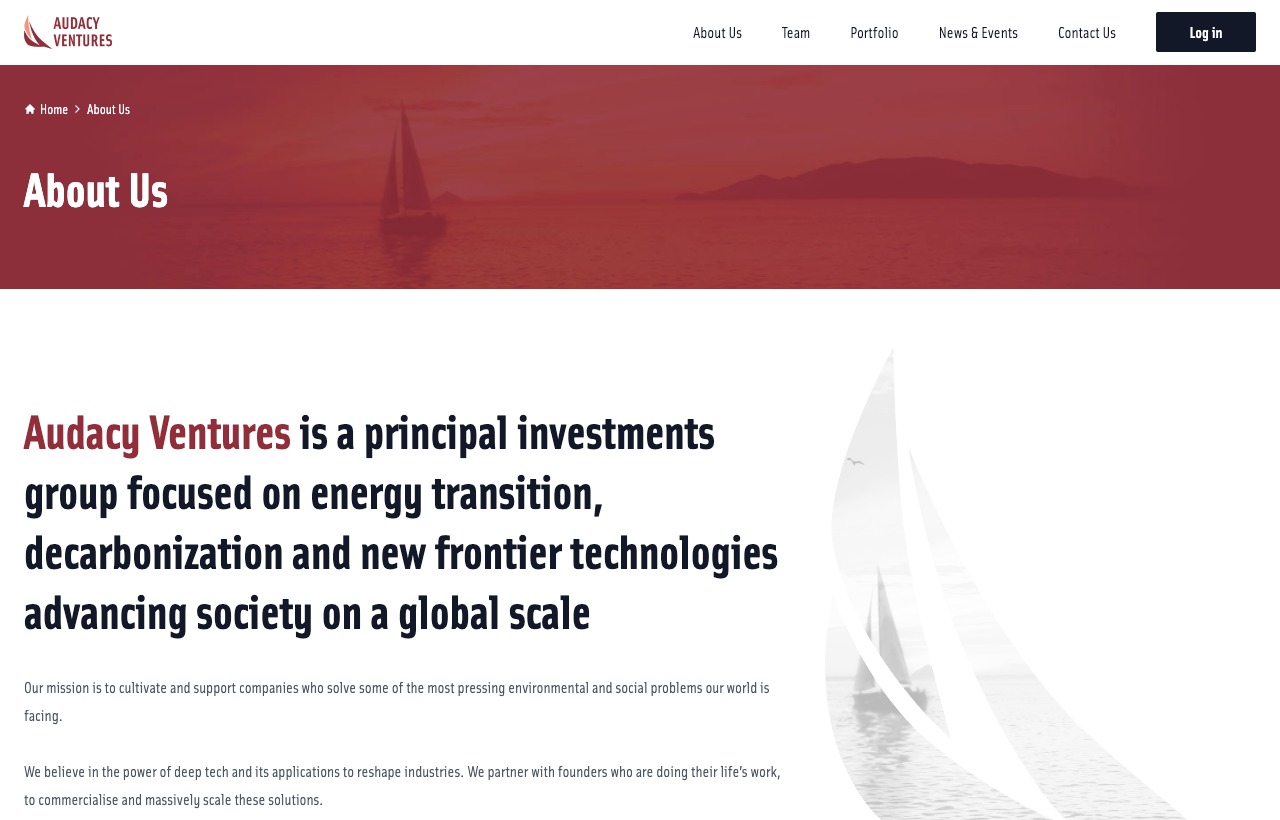 AUDACY
VENTURES
About Us
Team
Portfolio
News & Events
Contact Us
Log in
Home
About Us
About Us
Audacy Ventures is a principal investments
group focused on energy transition,
decarbonization and new frontier technologies
advancing society on a global scale
Our mission is to cultivate and support companies who solve some of the most pressing environmental and social problems our world is
facing.
We believe in the power of deep tech and its applications to reshape industries. We partner with founders who are doing their life's work,
to commercialise and massively scale these solutions.